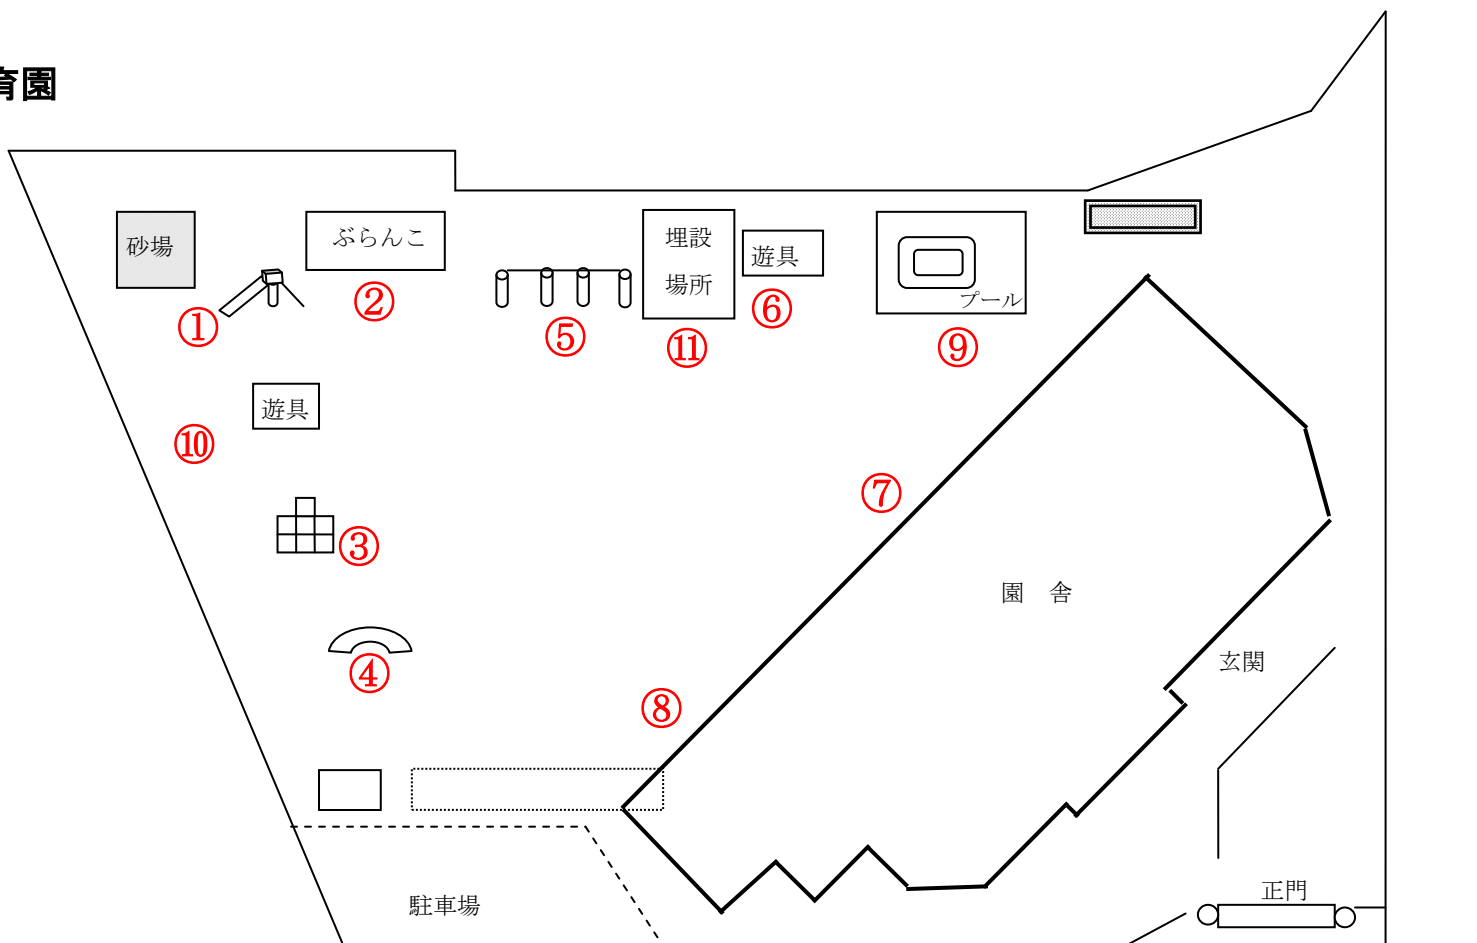 育園
砂場
ぶらんこ
埋設
場所
遊具
プール
①
②
⑤
⑪
⑥
⑨
遊具
⑩
③
⑦
園　舎
④
玄関
⑧
駐車場
正門